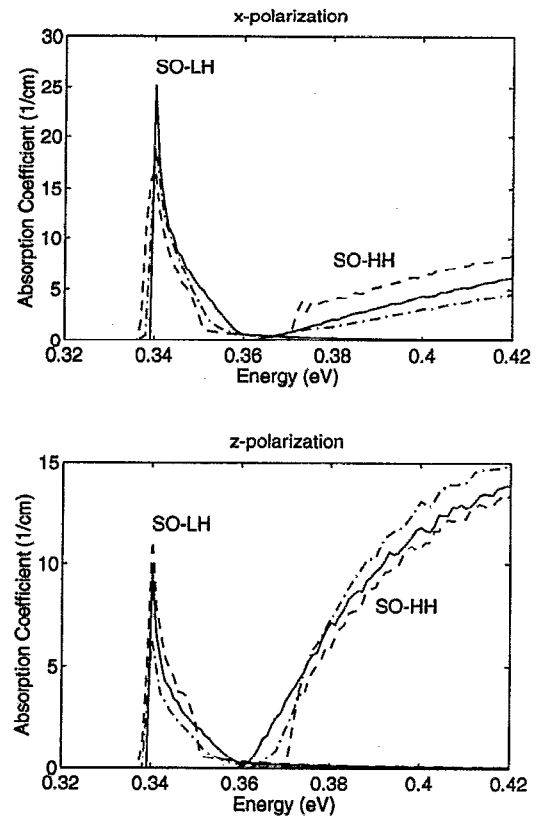 x-polarization
30
25
20
15
10
5
0
Absorption Coefficient (1/cm)
SO-LH
SO-HH
0.32 0.34 0.36 0.38 0.4 0.42
Energy (eV)
z-polarization
15
10
5
0
Absorption Coefficient (1/cm)
SO-LH
SO-HH
0.32 0.34 0.36 0.38 0.4 0.42
Energy (eV)